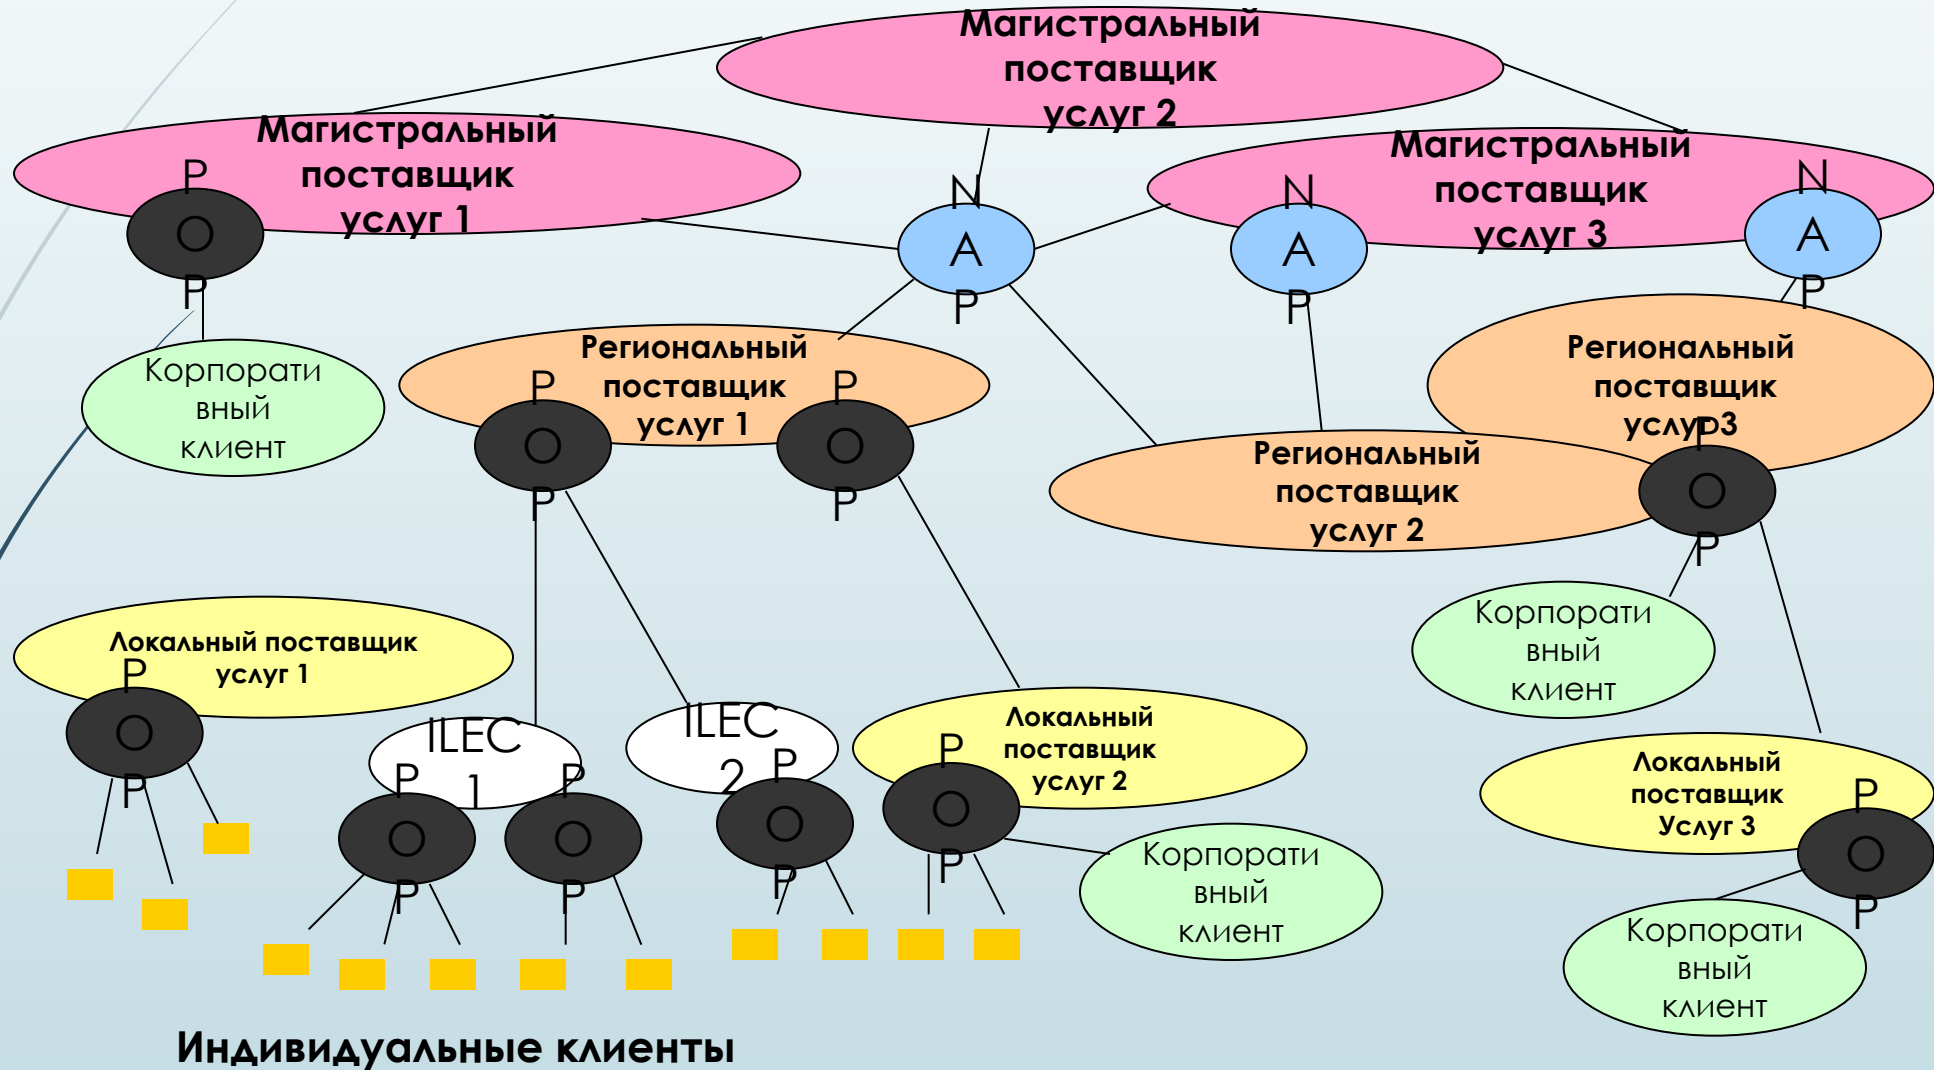 Магистральный
поставщик
услуг 2
Магистральный
поставщик
услуг 1
Магистральный
поставщик
услуг 3
P
O
P
N
A
P
N
A
P
N
A
P
Корпорати
вный
клиент
Региональный
поставщик
услуг 1
P
O
P
P
O
P
Региональный
поставщик
услуг 3
Региональный
поставщик
услуг 2
P
O
P
Корпорати
вный
клиент
Локальный поставщик
услуг 1
P
O
P
ILEC
1
P
O
P
P
O
P
ILEC
2
P
O
P
Локальный
поставщик
услуг 2
P
O
P
Корпорати
вный
клиент
Локальный
поставщик
Услуг 3
P
O
P
Корпорати
вный
клиент
Индивидуальные клиенты